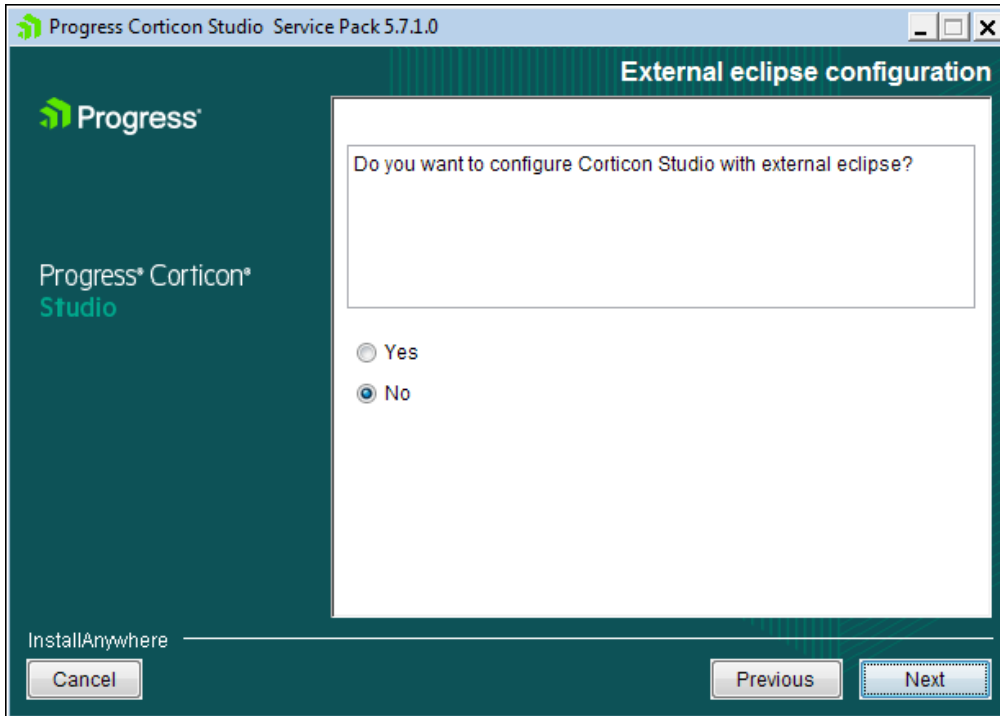 Progress Corticon Studio  Service Pack 5.7.1.0
External eclipse configuration
Progress®
Progress® Corticon®
Studio
Do you want to configure Corticon Studio with external eclipse?
Yes
No
InstallAnywhere
Cancel
Previous
Next